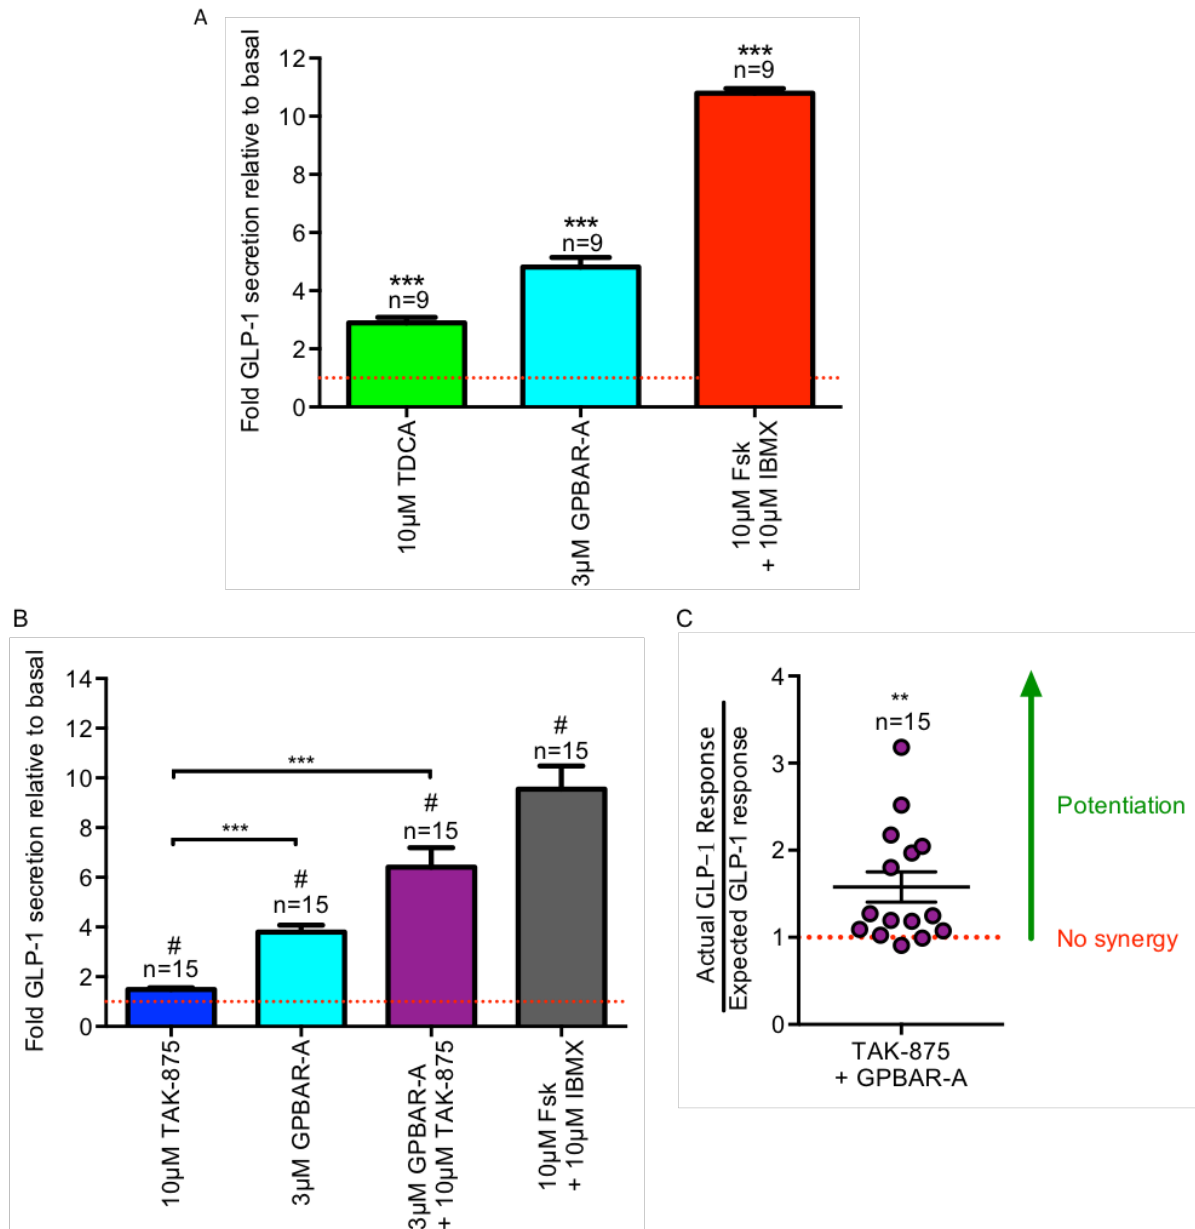 A
Fold GLP-1 secretion relative to basal
12
10
8
6
4
2
0
***
n=9
***
n=9
***
n=9
10µM TDCA
3µM GPBAR-A
10µM Fsk
+ 10µM IBMX
B
Fold GLP-1 secretion relative to basal
14
12
10
8
6
4
2
0
***
***
#
n=15
#
n=15
#
n=15
#
n=15
10µM TAK-875
3µM GPBAR-A
3µM GPBAR-A
+ 10µM TAK-875
10µM Fsk
+ 10µM IBMX
C
Actual GLP-1 Response
Expected GLP-1 response
4
3
2
1
0
**
n=15
Potentiation
No synergy
TAK-875
+ GPBAR-A